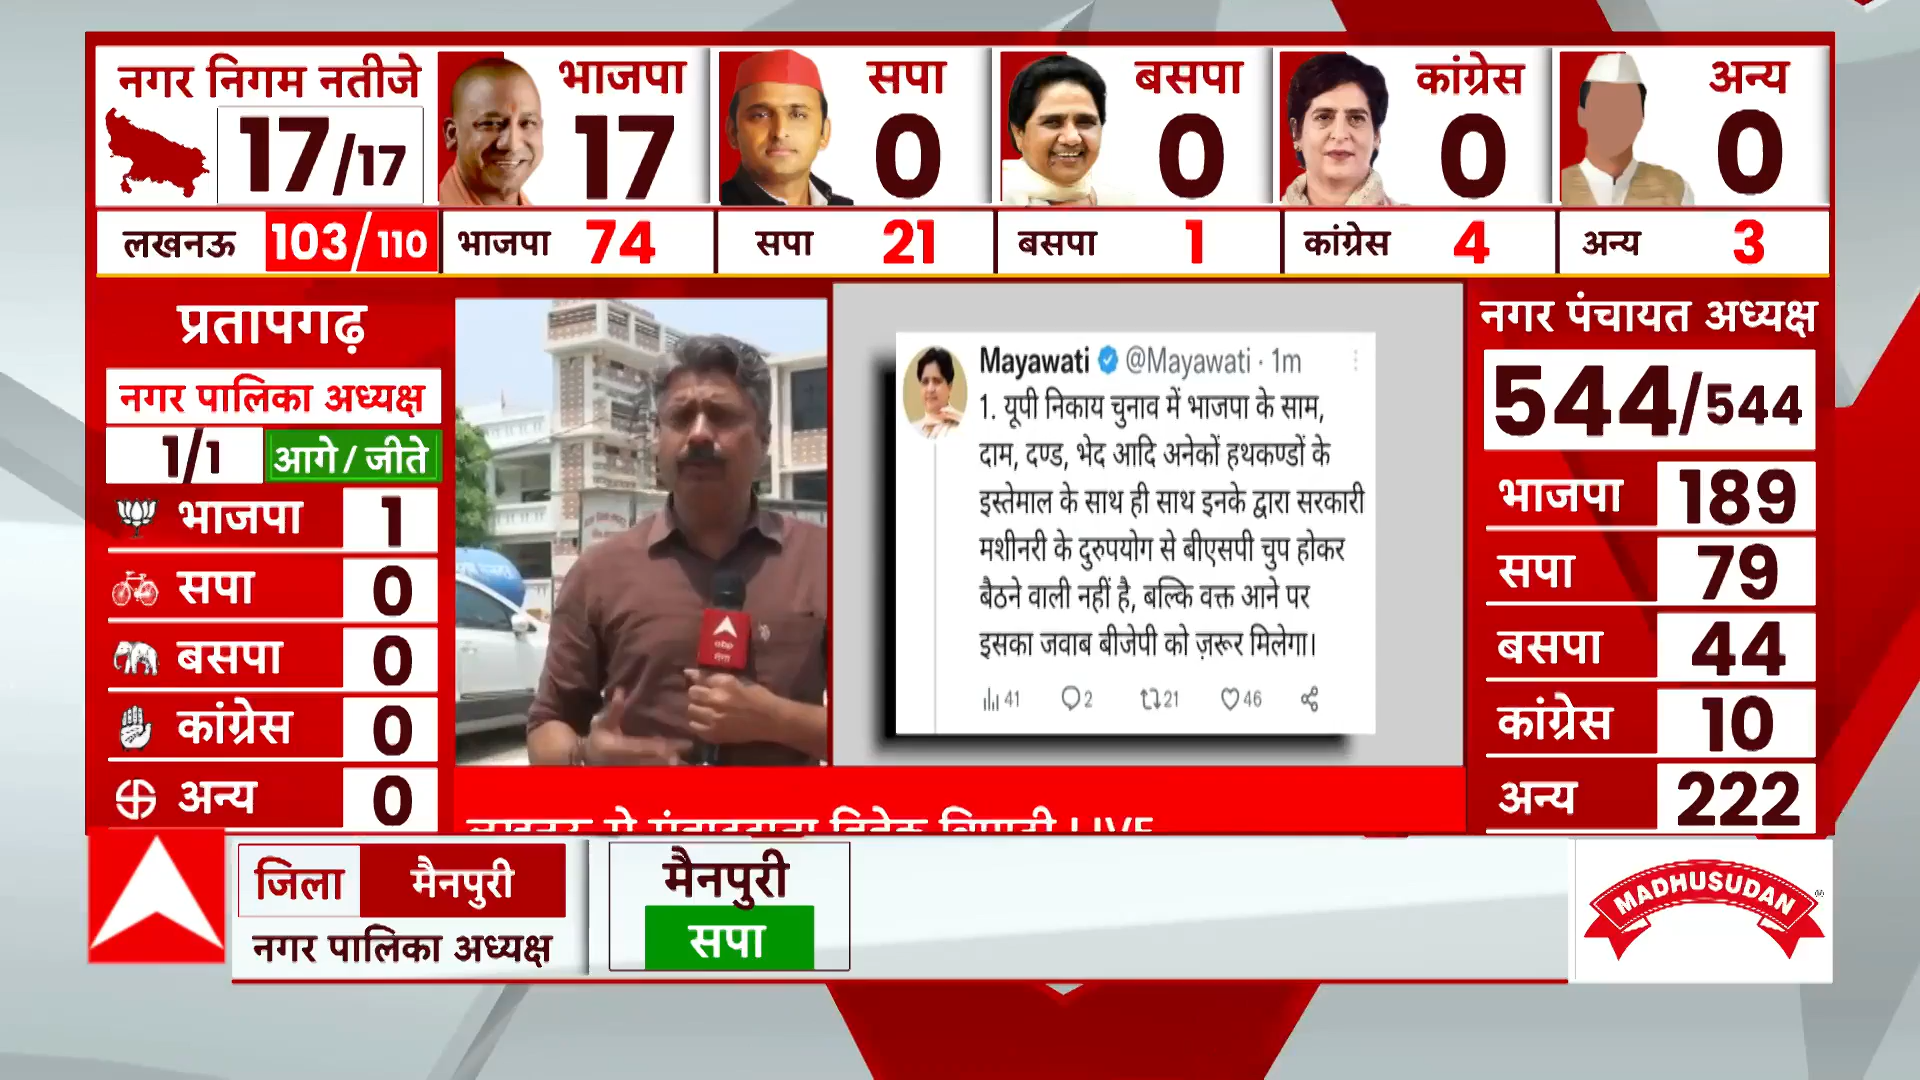 नगर निगम नतीजे
17/17
भाजपा
17
सपा
0
बसपा
0
कांग्रेस
0
अन्य
0
लखनऊ 103/110
भाजपा 74
सपा 21
बसपा 1
कांग्रेस 4
अन्य 3
प्रतापगढ़
नगर पालिका अध्यक्ष
1/1 आगे / जीते
भाजपा 1
सपा 0
बसपा 0
कांग्रेस 0
अन्य 0
Mayawati @Mayawati · 1m
1. यूपी निकाय चुनाव में भाजपा के साम,
दाम, दण्ड, भेद आदि अनेकों हथकण्डों के
इस्तेमाल के साथ ही साथ इनके द्वारा सरकारी
मशीनरी के दुरुपयोग से बीएसपी चुप होकर
बैठने वाली नहीं है, बल्कि वक्त आने पर
इसका जवाब बीजेपी को ज़रूर मिलेगा।
41 2 21 46
नगर पंचायत अध्यक्ष
544/544
भाजपा 189
सपा 79
बसपा 44
कांग्रेस 10
अन्य 222
LIVE
जिला मैनपुरी
नगर पालिका अध्यक्ष
मैनपुरी
सपा
MADHUSUDAN